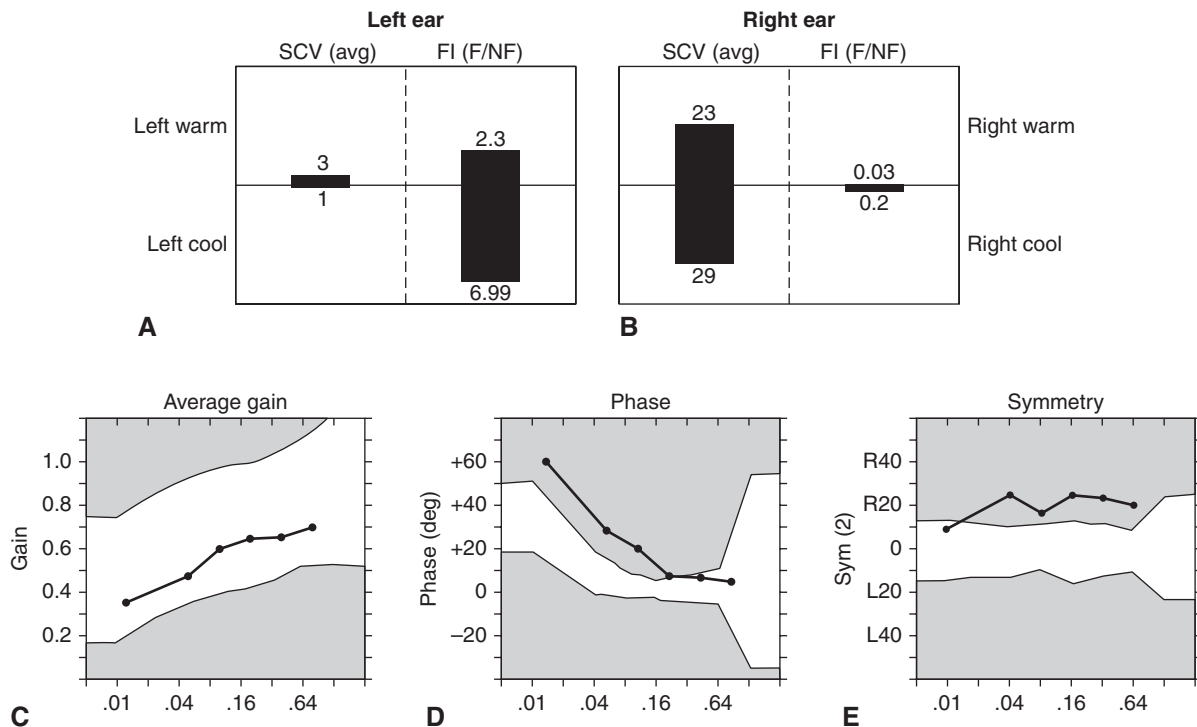 Left ear
SCV (avg) FI (F/NF)
Left warm
Left cool
3
1
2.3
6.99
A
Right ear
SCV (avg) FI (F/NF)
23
29
0.03
0.2
Right warm
Right cool
B
Average gain
Gain
1.0
0.8
0.6
0.4
0.2
.01 .04 .16 .64
C
Phase
Phase (deg)
+60
+40
+20
0
–20
.01 .04 .16 .64
D
Symmetry
Sym (2)
R40
R20
0
L20
L40
.01 .04 .16 .64
E